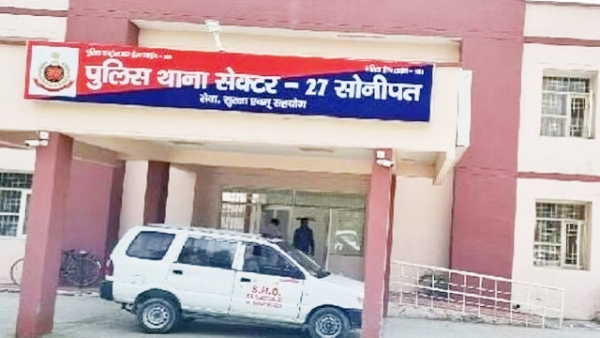 पुलिस थाना सेक्टर - 27 सोनीपत
सेवा, सुरक्षा एवम् सहयोग
S.H.O.